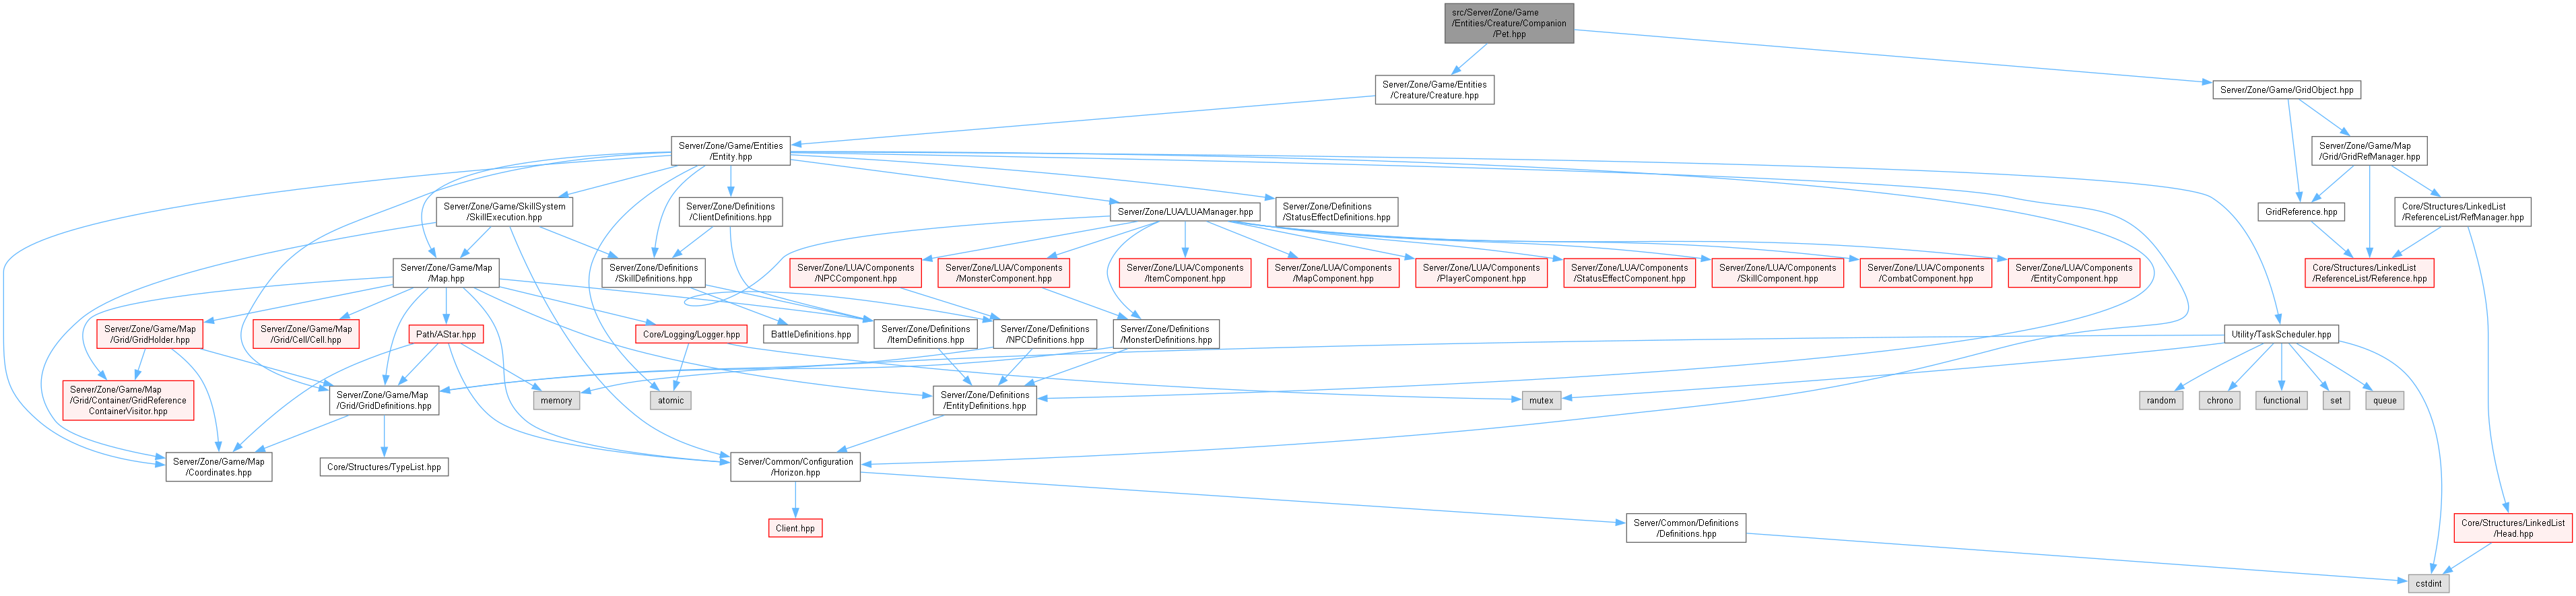 src/Server/Zone/Game
/Entities/Creature/Companion
/Pet.hpp
Server/Zone/Game/Entities
/Creature/Creature.hpp
Server/Zone/Game/GridObject.hpp
Server/Zone/Game/Entities
/Entity.hpp
Server/Zone/Game/Map
/Grid/GridRefManager.hpp
Server/Zone/Game/SkillSystem
/SkillExecution.hpp
Server/Zone/Definitions
/ClientDefinitions.hpp
Server/Zone/LUA/LUAManager.hpp
Server/Zone/Definitions
/StatusEffectDefinitions.hpp
GridReference.hpp
Core/Structures/LinkedList
/ReferenceList/RefManager.hpp
Server/Zone/Game/Map
/Map.hpp
Server/Zone/Definitions
/SkillDefinitions.hpp
Server/Zone/LUA/Components
/NPCComponent.hpp
Server/Zone/LUA/Components
/MonsterComponent.hpp
Server/Zone/LUA/Components
/ItemComponent.hpp
Server/Zone/LUA/Components
/MapComponent.hpp
Server/Zone/LUA/Components
/PlayerComponent.hpp
Server/Zone/LUA/Components
/StatusEffectComponent.hpp
Server/Zone/LUA/Components
/SkillComponent.hpp
Server/Zone/LUA/Components
/CombatComponent.hpp
Server/Zone/LUA/Components
/EntityComponent.hpp
Core/Structures/LinkedList
/ReferenceList/Reference.hpp
Server/Zone/Game/Map
/Grid/GridHolder.hpp
Server/Zone/Game/Map
/Grid/Cell/Cell.hpp
Path/AStar.hpp
Core/Logging/Logger.hpp
BattleDefinitions.hpp
Server/Zone/Definitions
/ItemDefinitions.hpp
Server/Zone/Definitions
/NPCDefinitions.hpp
Server/Zone/Definitions
/MonsterDefinitions.hpp
Utility/TaskScheduler.hpp
Server/Zone/Game/Map
/Grid/Container/GridReference
ContainerVisitor.hpp
Server/Zone/Game/Map
/Grid/GridDefinitions.hpp
memory
atomic
mutex
Server/Zone/Definitions
/EntityDefinitions.hpp
random
chrono
functional
set
queue
Server/Zone/Game/Map
/Coordinates.hpp
Core/Structures/TypeList.hpp
Server/Common/Configuration
/Horizon.hpp
Client.hpp
Server/Common/Definitions
/Definitions.hpp
Core/Structures/LinkedList
/Head.hpp
cstdint